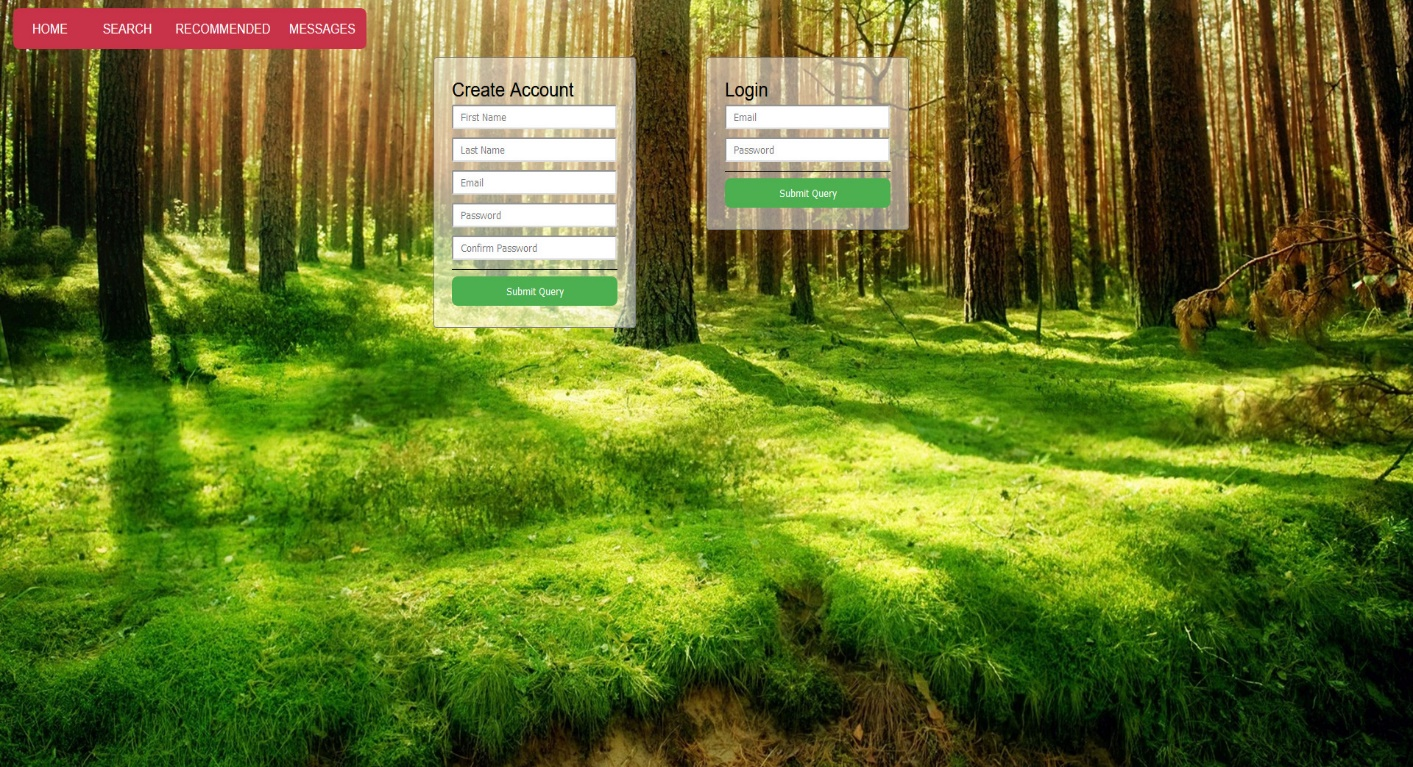 HOME SEARCH RECOMMENDED MESSAGES
Create Account
First Name
Last Name
Email
Password
Confirm Password
Submit Query
Login
Email
Password
Submit Query